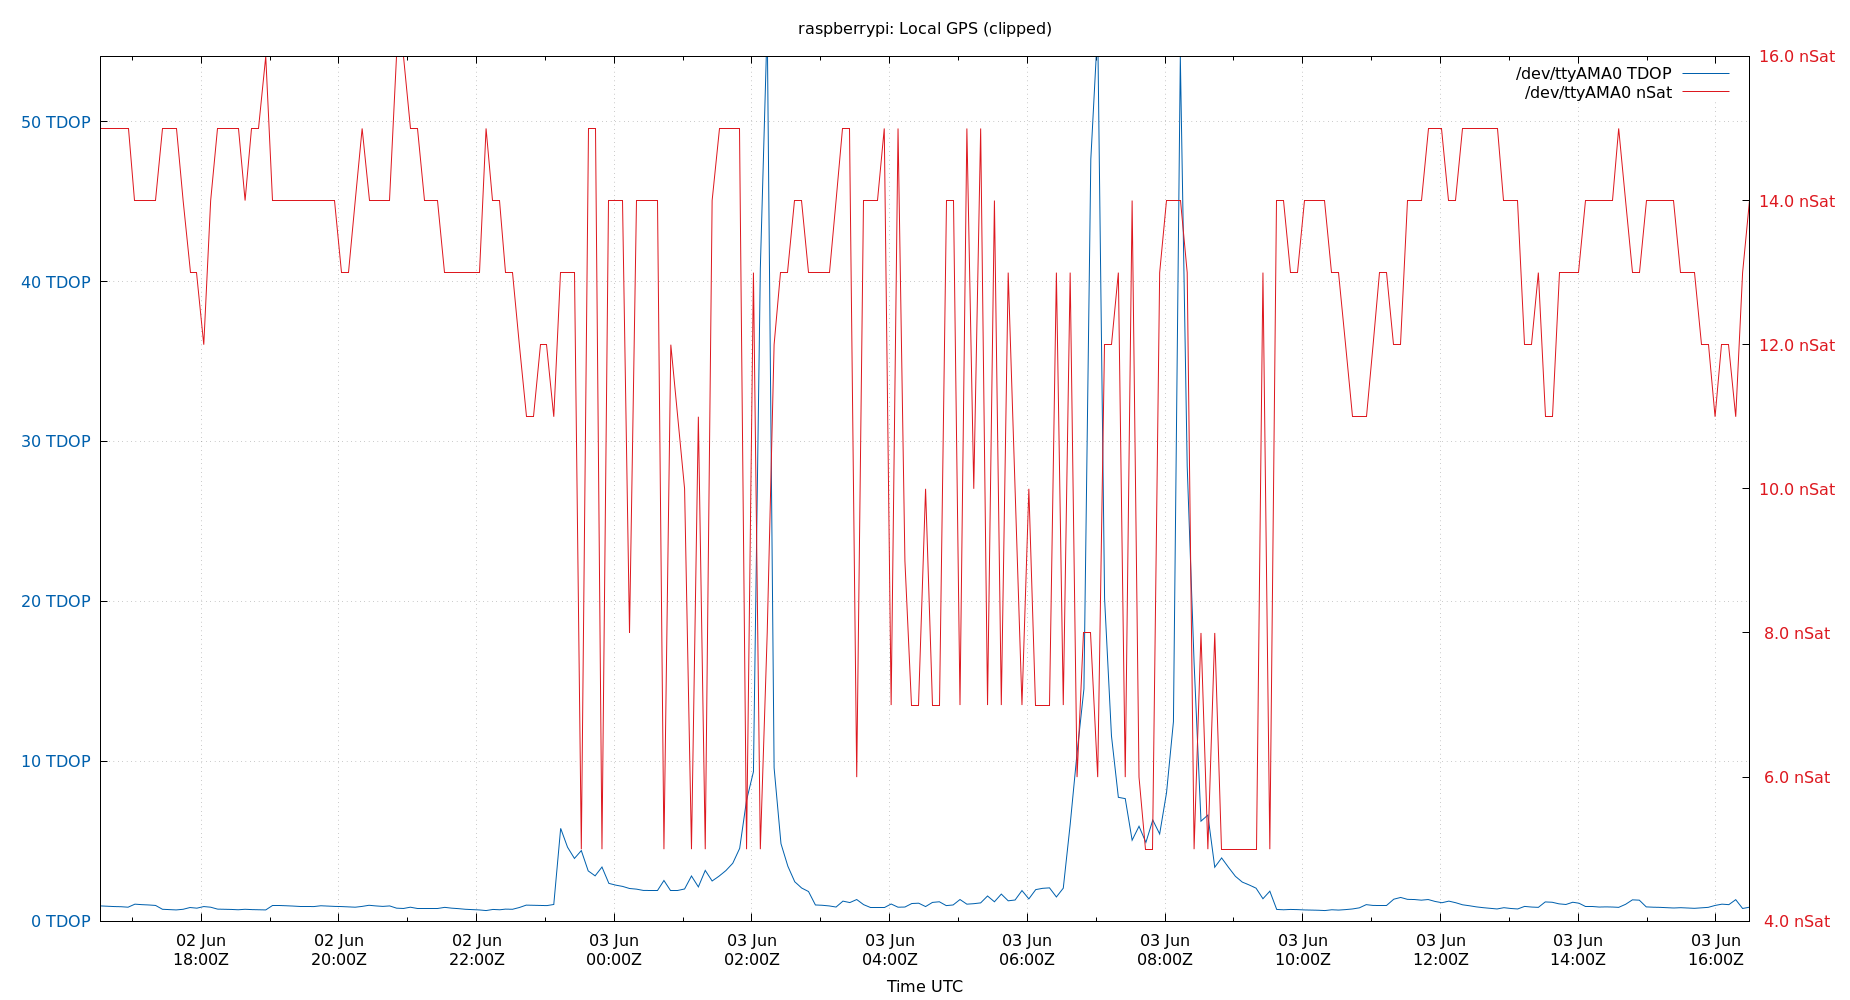 raspberrypi: Local GPS (clipped)
/dev/ttyAMA0 TDOP
/dev/ttyAMA0 nSat
50 TDOP
40 TDOP
30 TDOP
20 TDOP
10 TDOP
0 TDOP
16.0 nSat
14.0 nSat
12.0 nSat
10.0 nSat
8.0 nSat
6.0 nSat
4.0 nSat
02 Jun
18:00Z
02 Jun
20:00Z
02 Jun
22:00Z
03 Jun
00:00Z
03 Jun
02:00Z
03 Jun
04:00Z
03 Jun
06:00Z
03 Jun
08:00Z
03 Jun
10:00Z
03 Jun
12:00Z
03 Jun
14:00Z
03 Jun
16:00Z
Time UTC